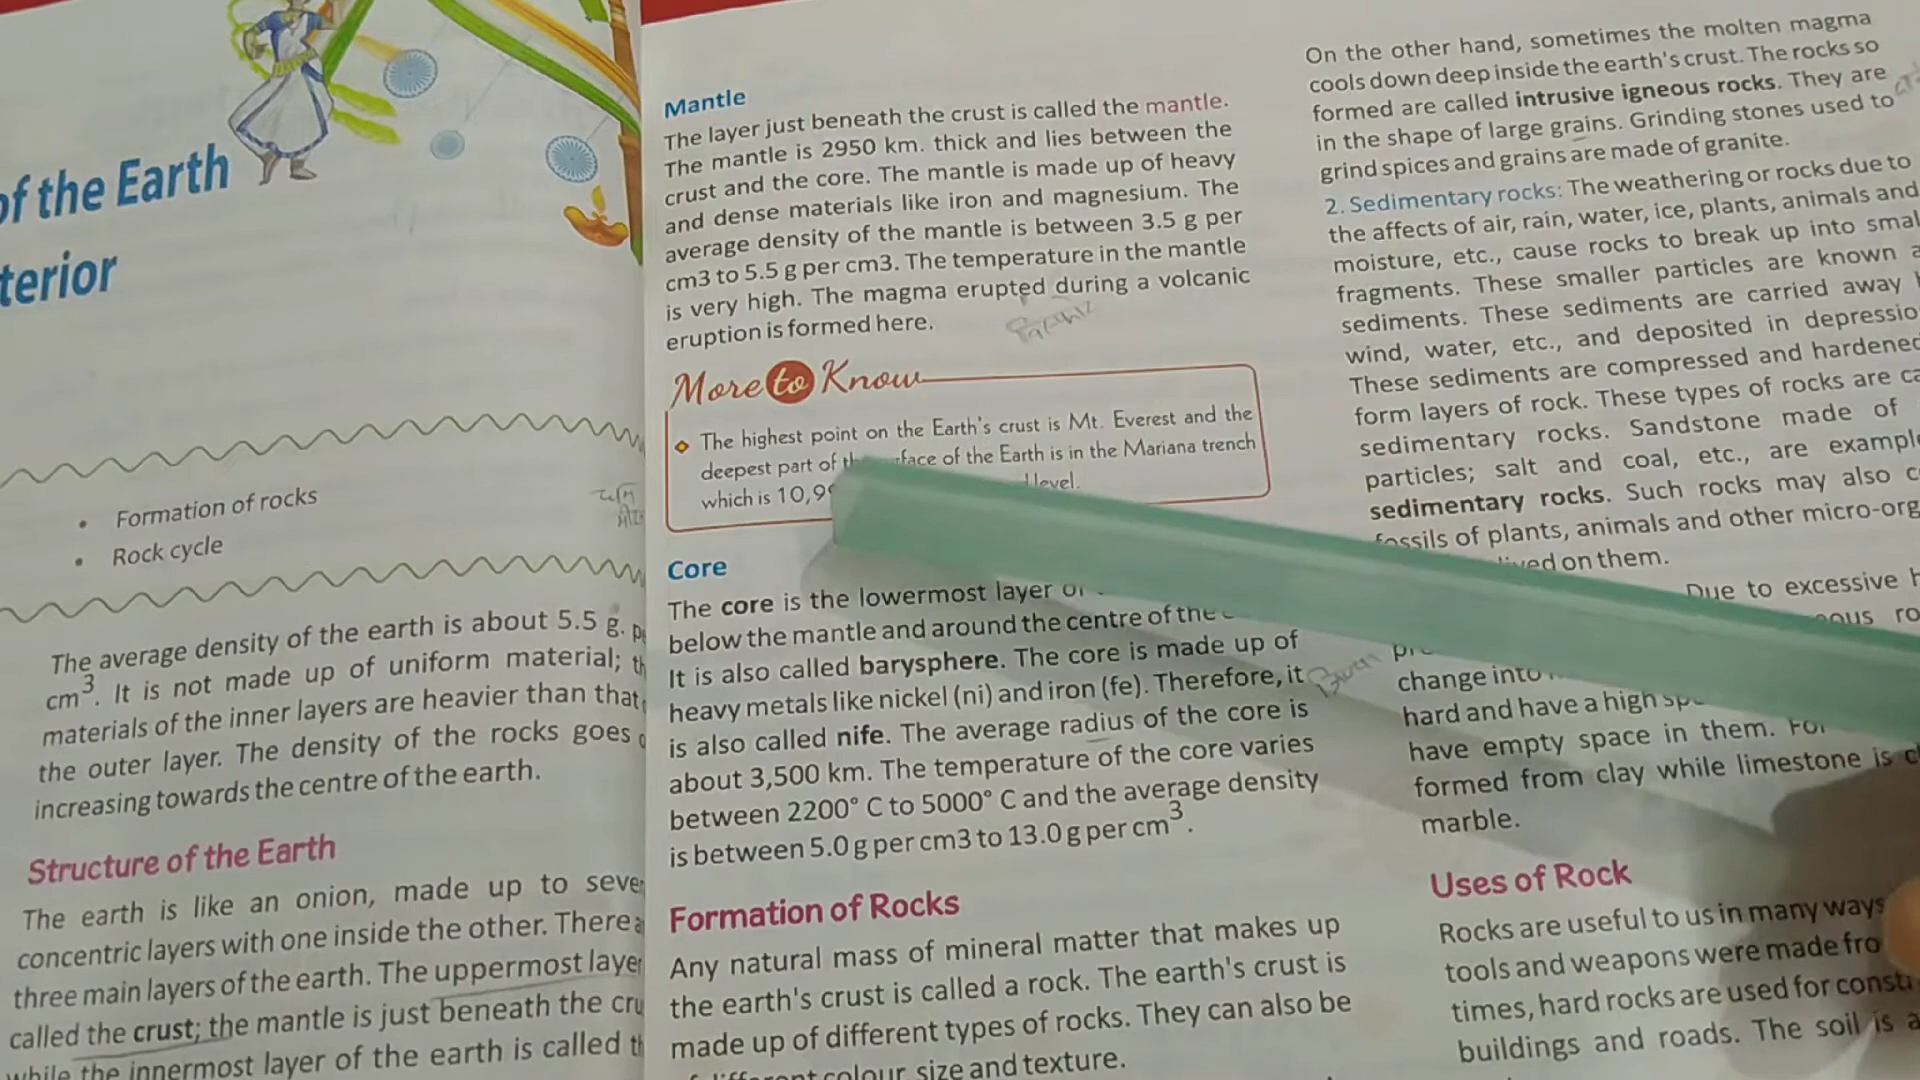 of the Earth
terior
• Formation of rocks
• Rock cycle
The average density of the earth is about 5.5 g.
cm3. It is not made up of uniform material;
materials of the inner layers are heavier than that
the outer layer. The density of the rocks goes
increasing towards the centre of the earth.
Structure of the Earth
The earth is like an onion, made up to
concentric layers with one inside the other. There
three main layers of the earth. The uppermost
called the crust; the mantle is just beneath the
while the innermost layer of the earth is called
Mantle
The layer just beneath the crust is called the mantle.
The mantle is 2950 km. thick and lies between the
crust and the core. The mantle is made up of heavy
and dense materials like iron and magnesium. The
average density of the mantle is between 3.5 g per
cm3 to 5.5 g per cm3. The temperature in the mantle
is very high. The magma erupted during a volcanic
eruption is formed here.
More to Know
The highest point on the Earth's crust is Mt. Everest and the
deepest part of the surface of the Earth is in the Mariana trench
which is 10,9 level.
Core
The core is the lowermost layer
below the mantle and around the centre of the
It is also called barysphere. The core is made up of
heavy metals like nickel (ni) and iron (fe). Therefore, it
is also called nife. The average radius of the core is
about 3,500 km. The temperature of the core varies
between 2200° C to 5000° C and the average density
is between 5.0 g per cm3 to 13.0 g per cm3.
Formation of Rocks
Any natural mass of mineral matter that makes up
the earth's crust is called a rock. The earth's crust is
made up of different types of rocks. They can also be
of different colour, size and texture.
On the other hand, sometimes the molten magma
cools down deep inside the earth's crust. The rocks so
formed are called intrusive igneous rocks. They are
in the shape of large grains. Grinding stones used to
grind spices and grains are made of granite.
2. Sedimentary rocks: The weathering or rocks due to
the affects of air, rain, water, ice, plants, animals and
moisture, etc., cause rocks to break up into
fragments. These smaller particles are known
sediments. These sediments are carried away
wind, water, etc., and deposited in
These sediments are compressed and hardened
form layers of rock. These types of rocks are
sedimentary rocks. Sandstone made of
particles; salt and coal, etc., are
sedimentary rocks. Such rocks may also
fossils of plants, animals and other
on them.
Due to excessive
change into
hard and have a high
have empty space in them. For
formed from clay while limestone is
marble.
Uses of Rock
Rocks are useful to us in many ways
tools and weapons were made
times, hard rocks are used for
buildings and roads. The soil is